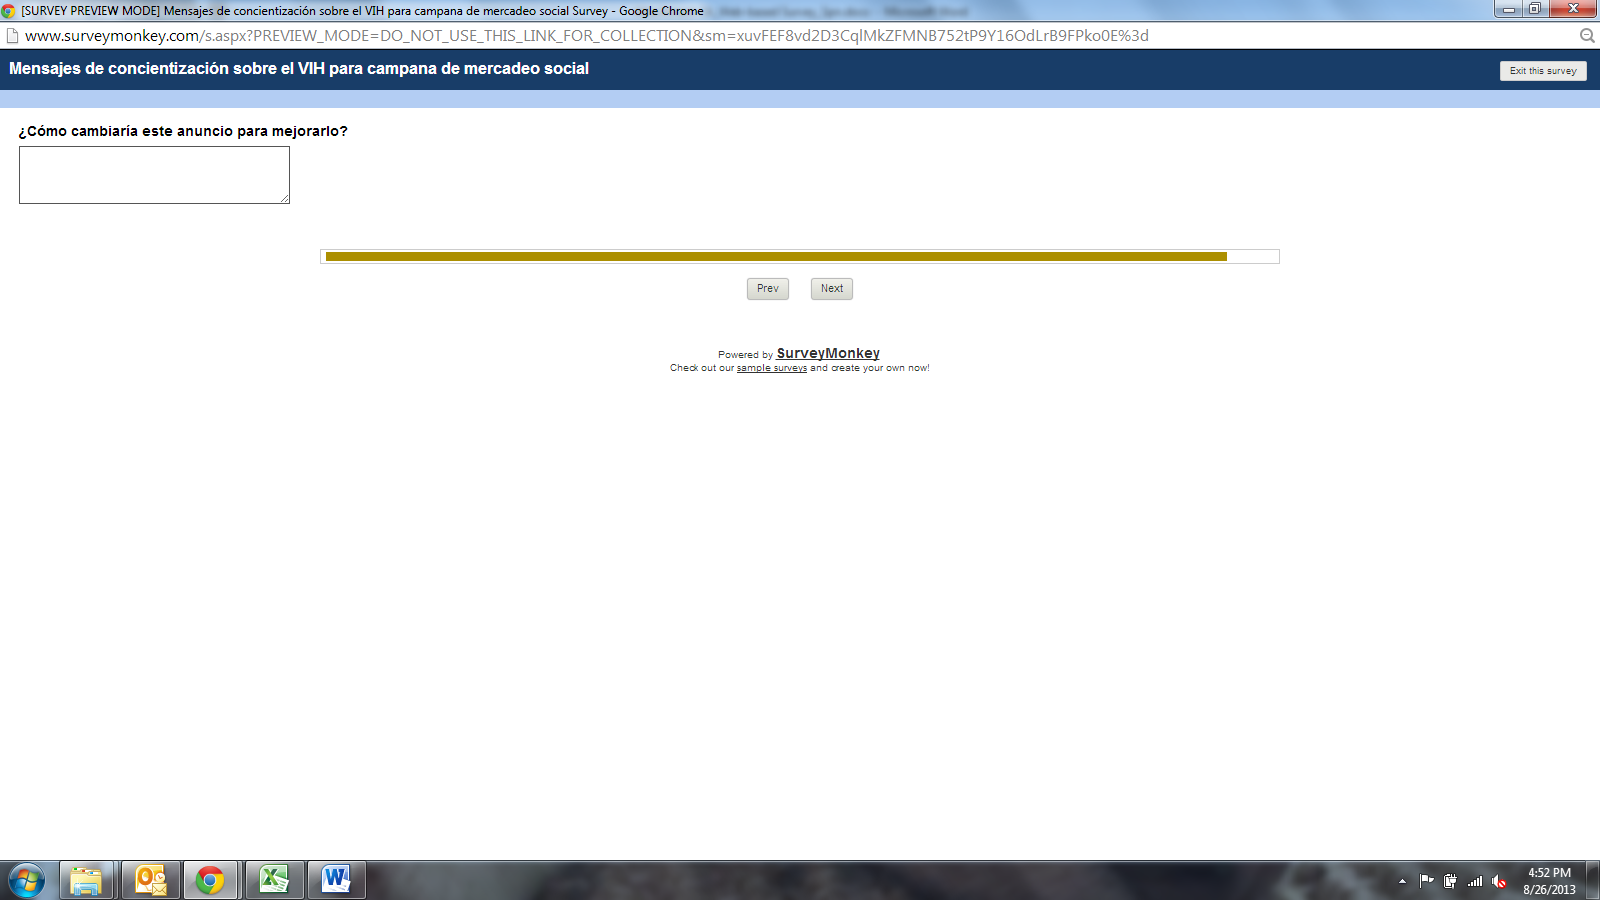 [SURVEY PREVIEW MODE] Mensajes de concientización sobre el VIH para campana de mercadeo social Survey - Google Chrome
www.surveymonkey.com/s.aspx?PREVIEW_MODE=DO_NOT_USE_THIS_LINK_FOR_COLLECTION&sm=xuvFEF8vd2D3CqlMkZFMNB752tP9Y16OdLrB9FPko0E%3d
Mensajes de concientización sobre el VIH para campana de mercadeo social
Exit this survey
¿Cómo cambiaría este anuncio para mejorarlo?
Prev
Next
Powered by SurveyMonkey
Check out our sample surveys and create your own now!
4:52 PM
8/26/2013